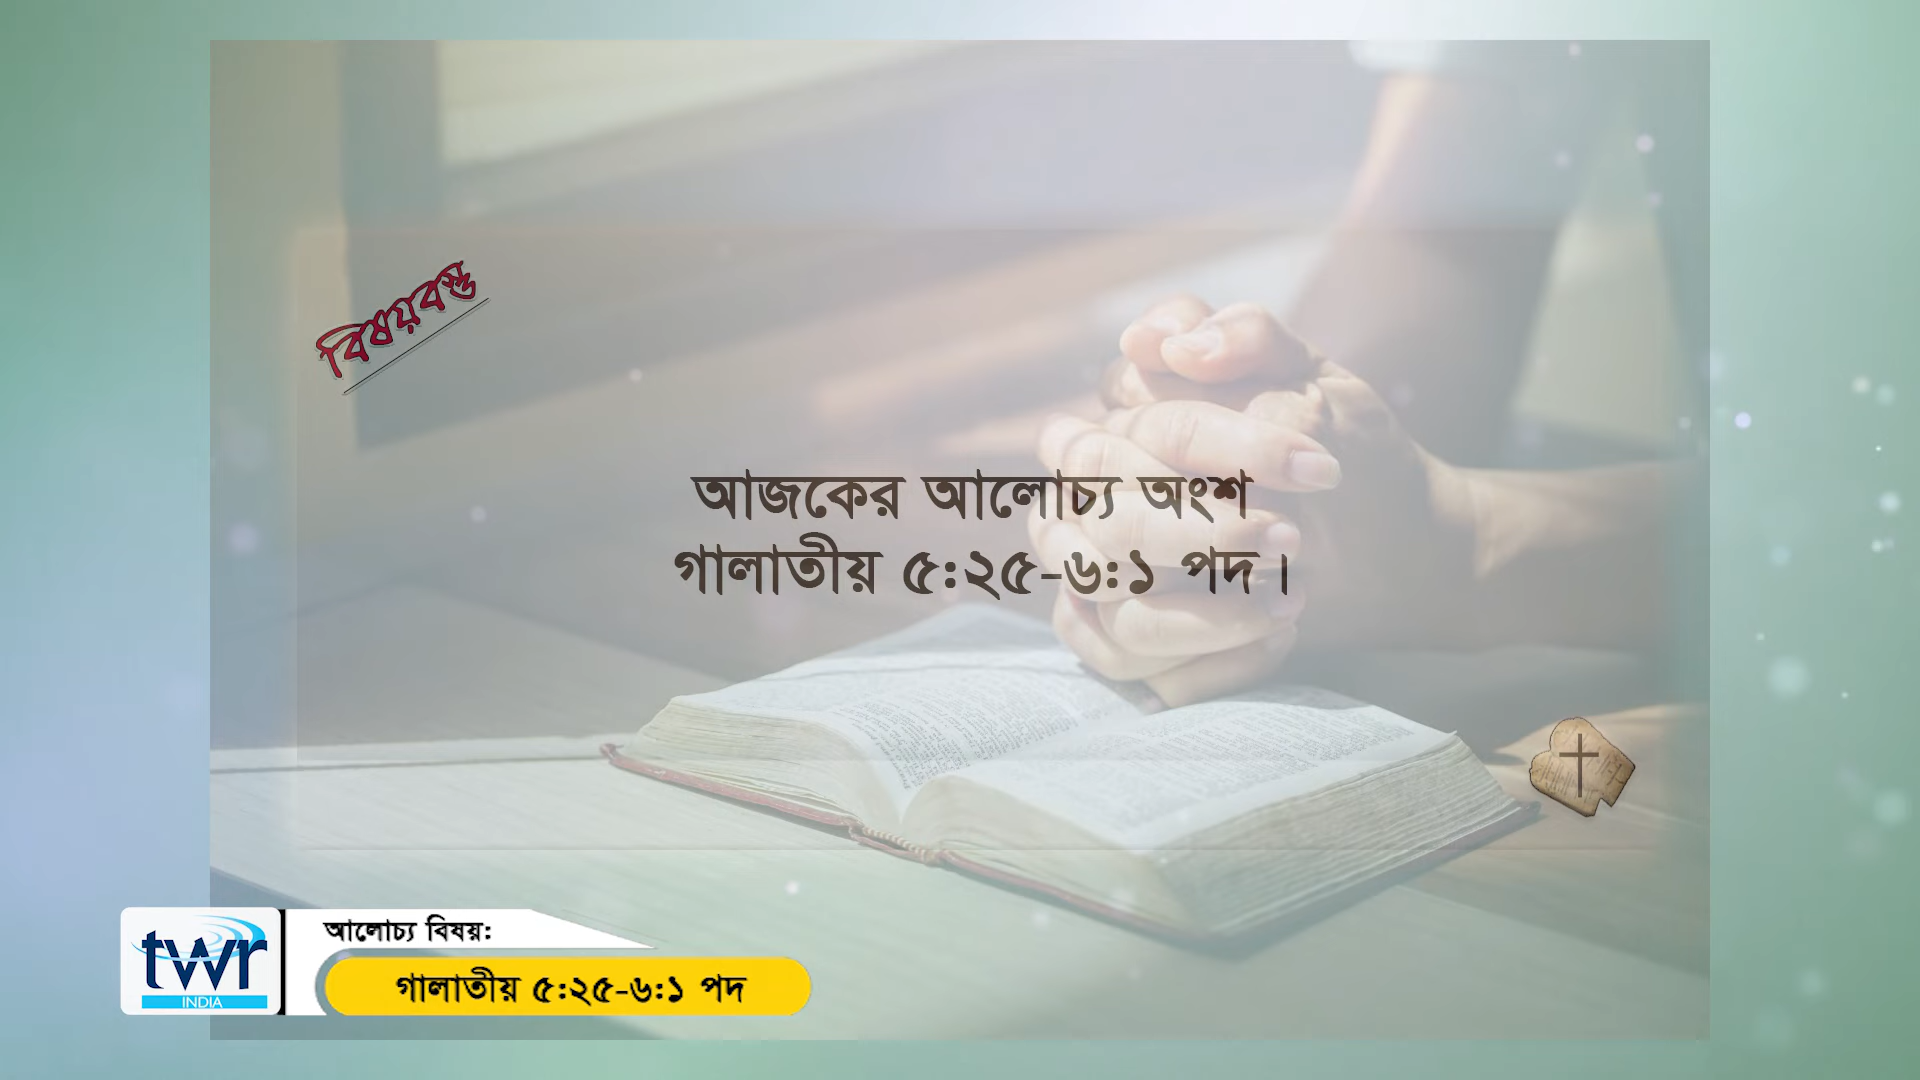 বিষয়বস্তু
আজকের আলোচ্য অংশ
গালাতীয় ৫:২৫-৬:১ পদ।
twr
INDIA
আলোচ্য বিষয়:
গালাতীয় ৫:২৫-৬:১ পদ